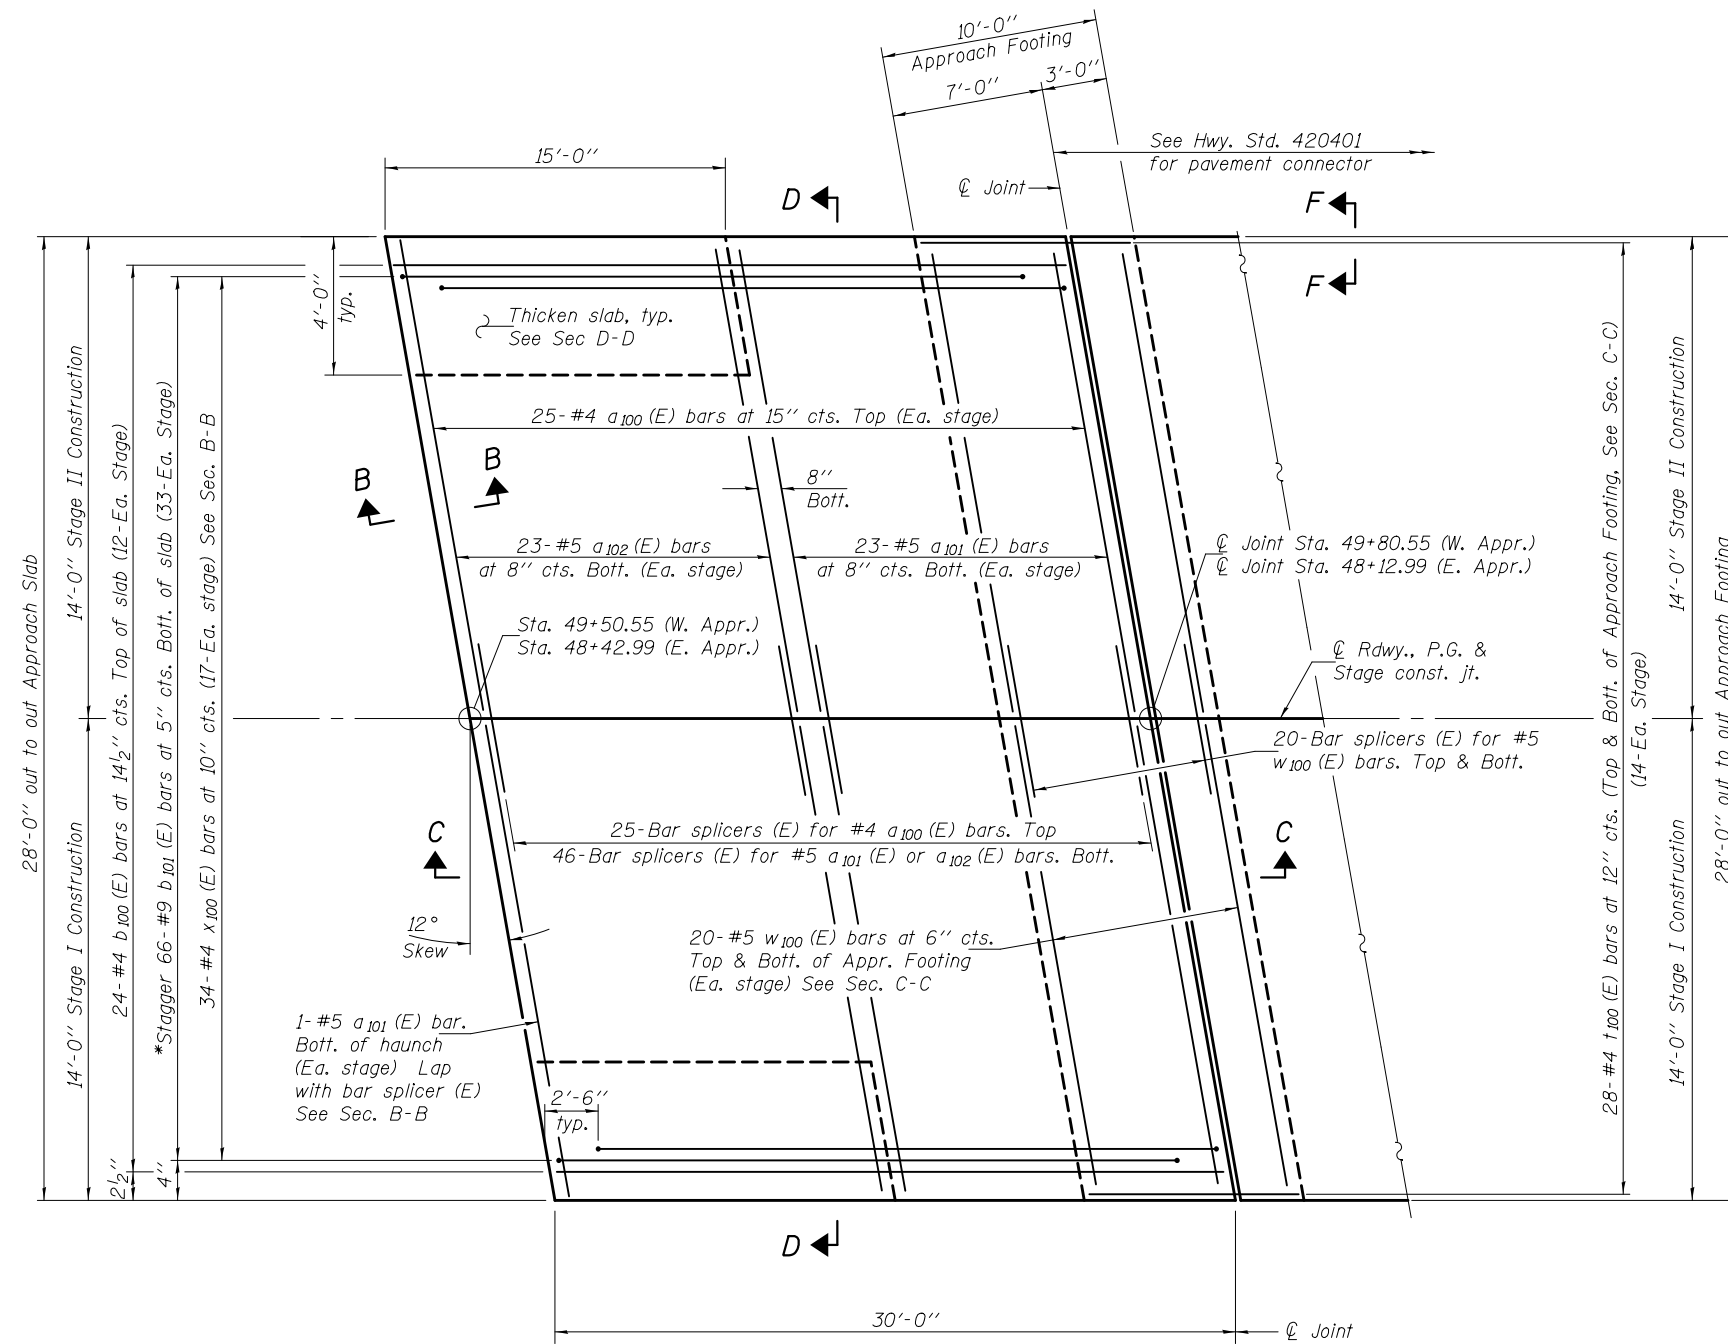 10'-0"
Approach Footing
7'-0"
3'-0"
See Hwy. Std. 420401
for pavement connector
15'-0"
℄ Joint
D
F
F
4'-0"
typ.
Thicken slab, typ.
See Sec D-D
25-#4 a100 (E) bars at 15" cts. Top (Ea. stage)
B
B
8"
Bott.
23-#5 a102 (E) bars
at 8" cts. Bott. (Ea. stage)
23-#5 a101 (E) bars
at 8" cts. Bott. (Ea. stage)
℄ Joint Sta. 49+80.55 (W. Appr.)
℄ Joint Sta. 48+12.99 (E. Appr.)
Sta. 49+50.55 (W. Appr.)
Sta. 48+42.99 (E. Appr.)
℄ Rdwy., P.G. &
Stage const. jt.
20-Bar splicers (E) for #5
w100 (E) bars. Top & Bott.
C
C
25-Bar splicers (E) for #4 a100 (E) bars. Top
46-Bar splicers (E) for #5 a101 (E) or a102 (E) bars. Bott.
12°
Skew
20-#5 w100 (E) bars at 6" cts.
Top & Bott. of Appr. Footing
(Ea. stage) See Sec. C-C
1-#5 a101 (E) bar.
Bott. of haunch
(Ea. stage) Lap
with bar splicer (E)
See Sec. B-B
2'-6"
typ.
D
30'-0"
℄ Joint
28'-0" out to out Approach Slab
14'-0" Stage II Construction
14'-0" Stage I Construction
24-#4 b100 (E) bars at 14½" cts. Top of slab (12-Ea. Stage)
2½"
*Stagger 66-#9 b101 (E) bars at 5" cts. Bott. of slab (33-Ea. Stage)
4"
34-#4 x100 (E) bars at 10" cts. (17-Ea. stage) See Sec. B-B
28-#4 t100 (E) bars at 12" cts. (Top & Bott. of Approach Footing, See Sec. C-C)
(14-Ea. Stage)
14'-0" Stage II Construction
14'-0" Stage I Construction
28'-0" out to out Approach Footing